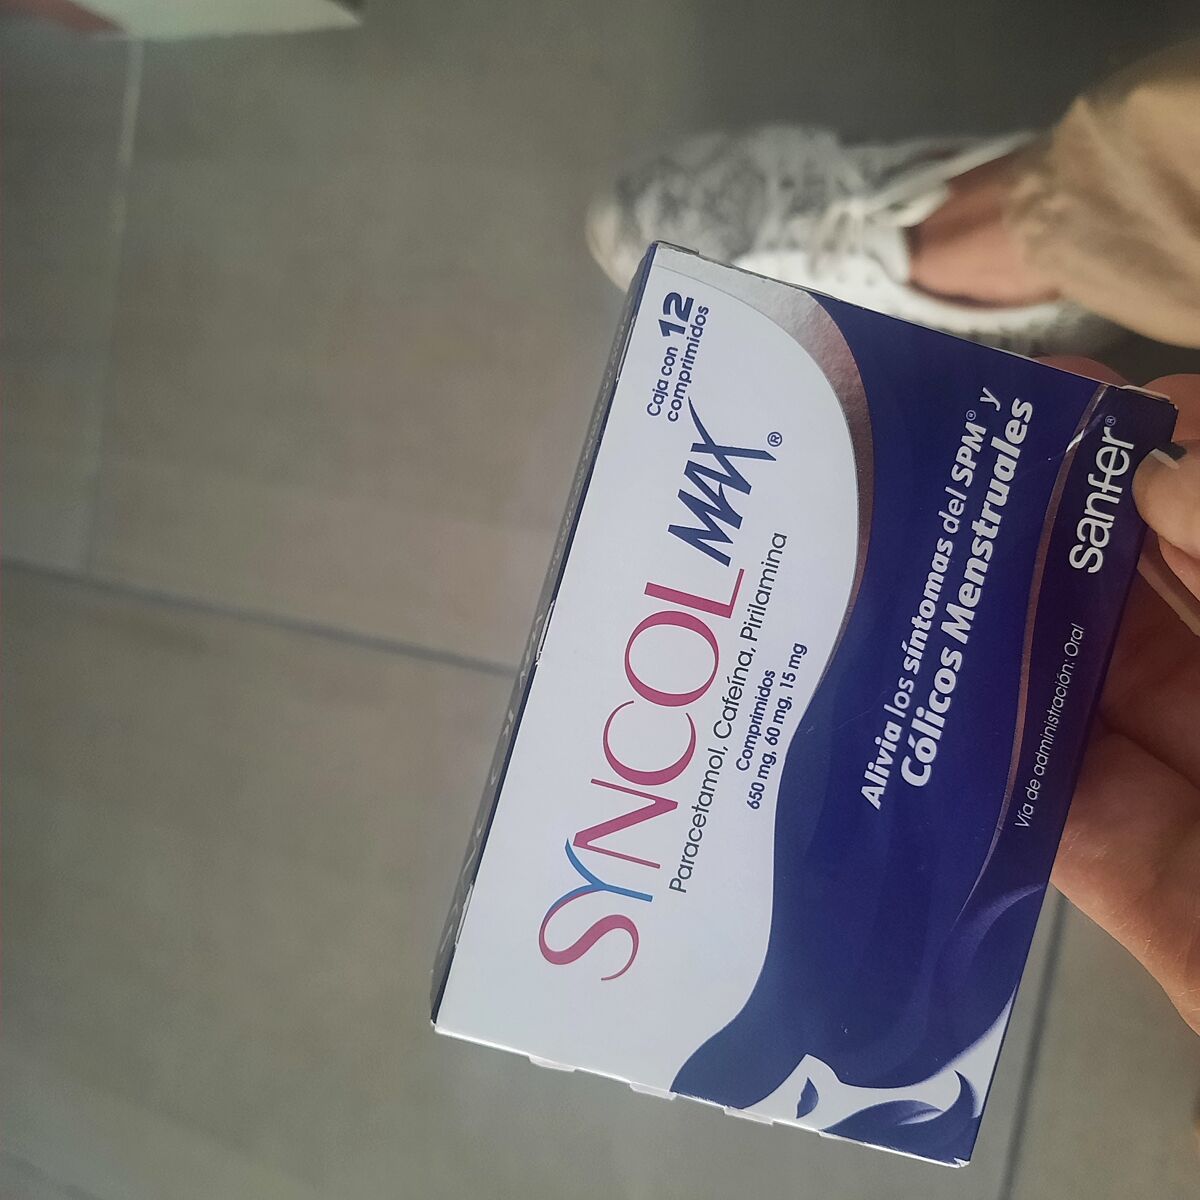 Caja con 12
comprimidos
SYNCOL MAX®
Paracetamol, Cafeína, Pirilamina
Comprimidos
650 mg, 60 mg, 15 mg
Alivia los síntomas del SPM® y
Cólicos Menstruales
Vía de administración: Oral
sanfer®